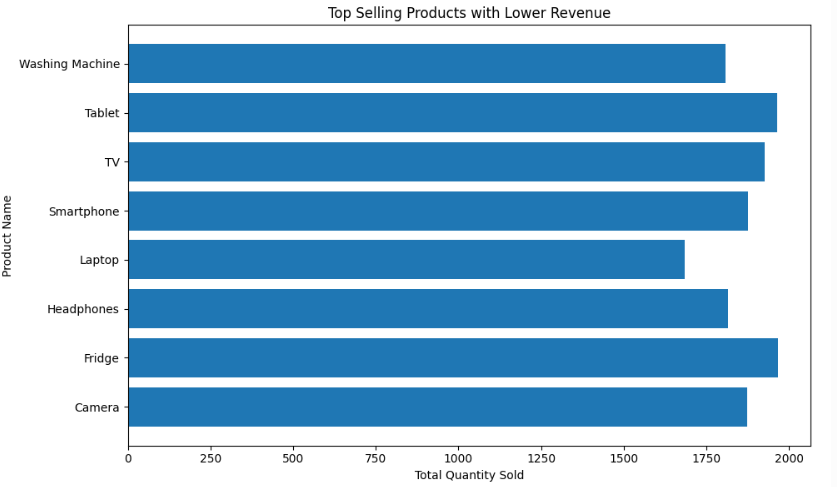 Top Selling Products with Lower Revenue
Product Name
Washing Machine
Tablet
TV
Smartphone
Laptop
Headphones
Fridge
Camera
0 250 500 750 1000 1250 1500 1750 2000
Total Quantity Sold